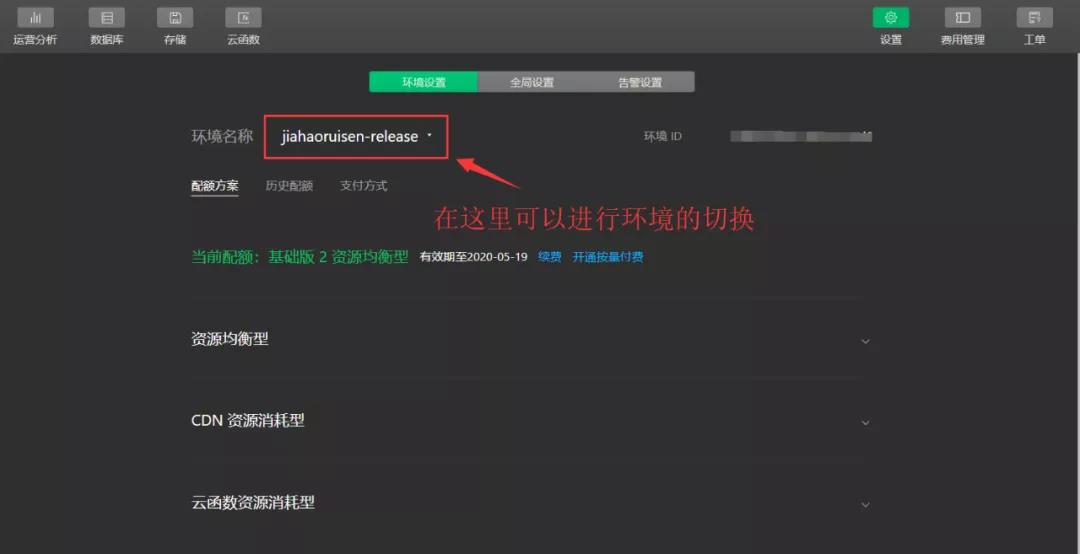 运营分析 数据库 存储 云函数 设置 费用管理 工单
环境设置 全局设置 告警设置
环境名称 jiahaoruisen-release 环境 ID
配额方案 历史配额 支付方式
在这里可以进行环境的切换
当前配额：基础版 2 资源均衡型 有效期至2020-05-19 续费 开通按量付费
资源均衡型
CDN 资源消耗型
云函数资源消耗型